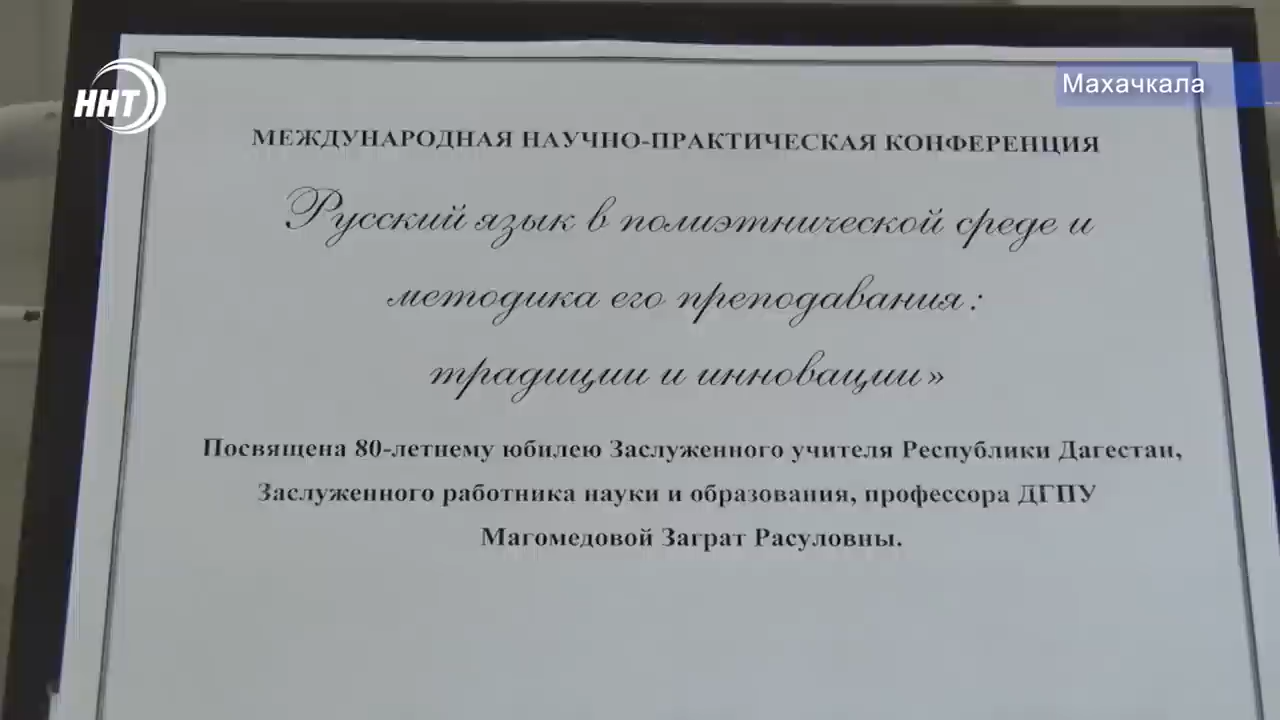 ННТ
Махачкала
МЕЖДУНАРОДНАЯ НАУЧНО-ПРАКТИЧЕСКАЯ КОНФЕРЕНЦИЯ
Русский язык в полиэтнической среде и
методика его преподавания:
традиции и инновации»
Посвящена 80-летнему юбилею Заслуженного учителя Республики Дагестан,
Заслуженного работника науки и образования, профессора ДГПУ
Магомедовой Заграт Расуловны.